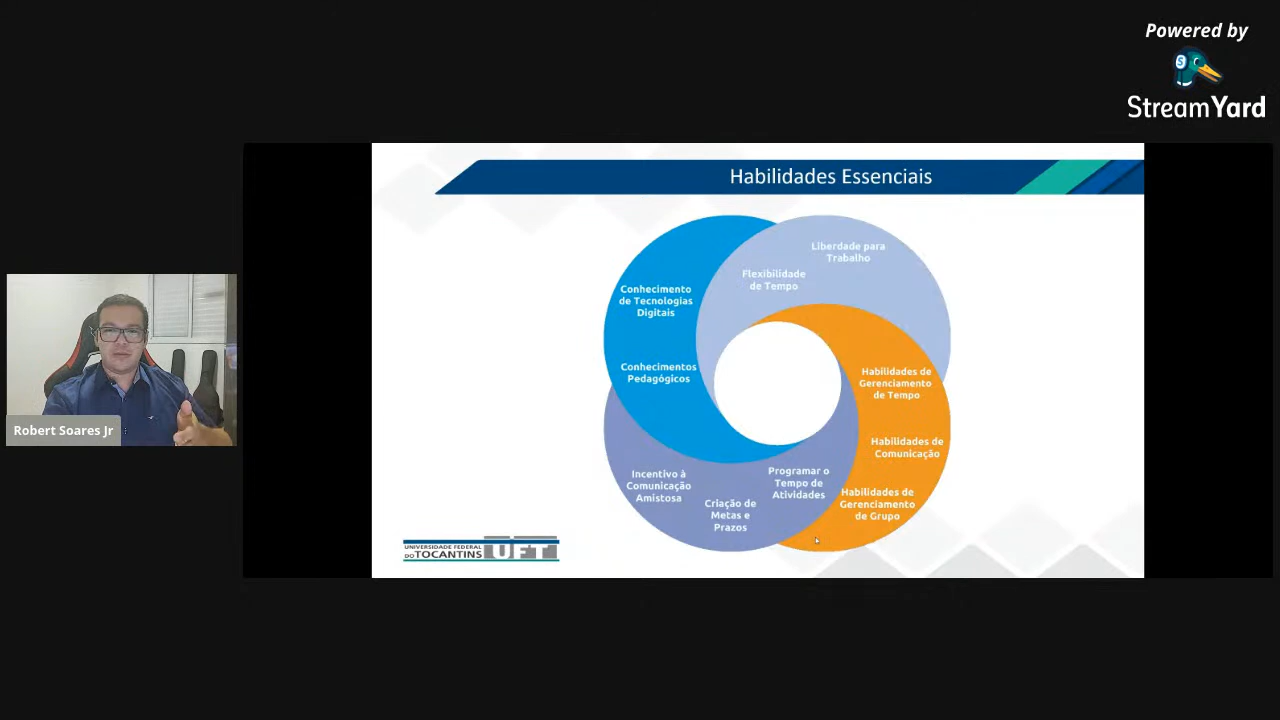 Powered by
StreamYard
Habilidades Essenciais
Liberdade para
Trabalho
Flexibilidade
de Tempo
Conhecimento
de Tecnologias
Digitais
Conhecimentos
Pedagógicos
Habilidades de
Gerenciamento
de Tempo
Habilidades de
Comunicação
Habilidades de
Gerenciamento
de Grupo
Programar o
Tempo de
Atividades
Criação de
Metas e
Prazos
Incentivo à
Comunicação
Amistosa
Robert Soares Jr
UNIVERSIDADE FEDERAL
DO TOCANTINS
UFT